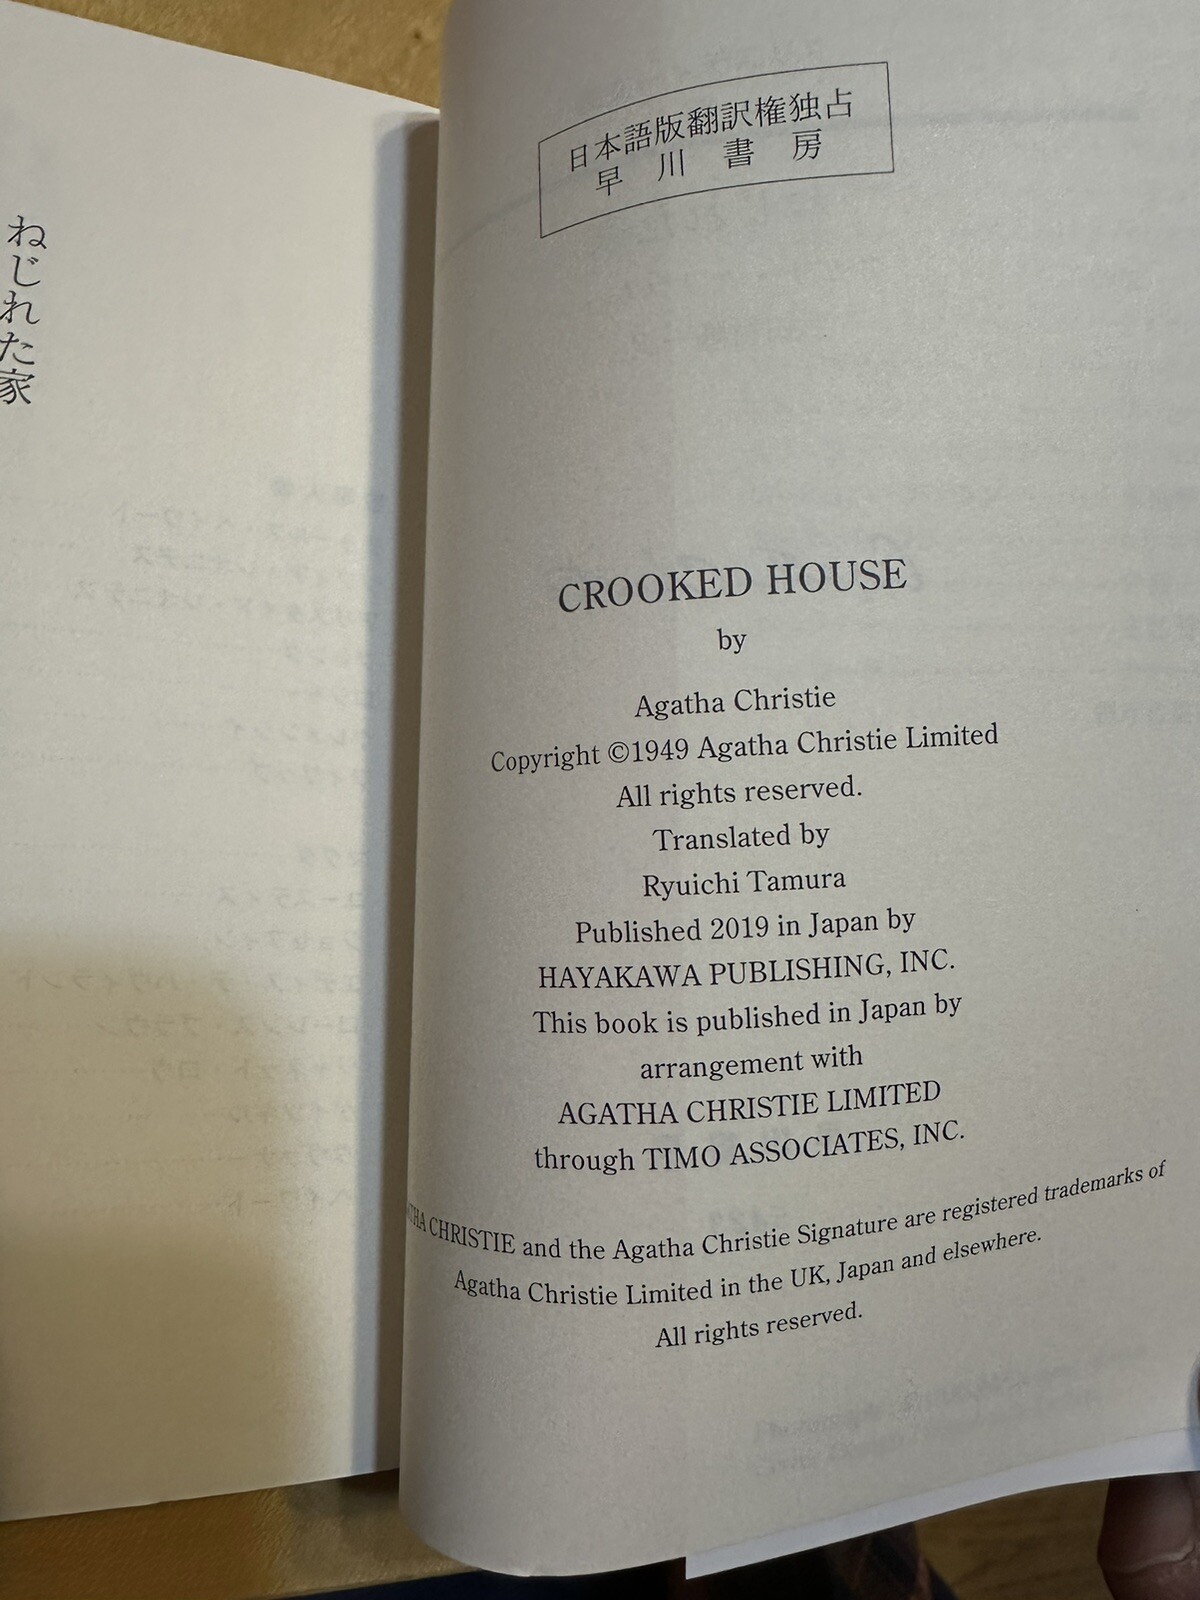 日本語版翻訳権独占
早川書房
ねじれた家
CROOKED HOUSE
by
Agatha Christie
Copyright ©1949 Agatha Christie Limited
All rights reserved.
Translated by
Ryuichi Tamura
Published 2019 in Japan by
HAYAKAWA PUBLISHING, INC.
This book is published in Japan by
arrangement with
AGATHA CHRISTIE LIMITED
through TIMO ASSOCIATES, INC.
CHRISTIE and the Agatha Christie Signature are registered trademarks of
Agatha Christie Limited in the UK, Japan and elsewhere.
All rights reserved.